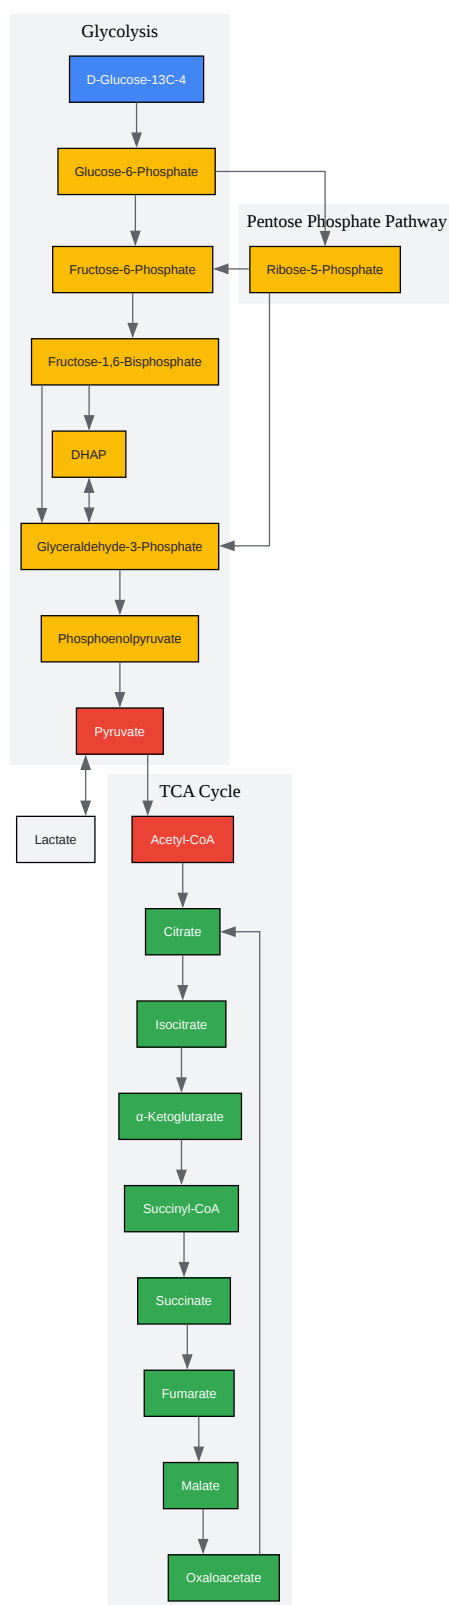 Glycolysis
D-Glucose-13C-4
Glucose-6-Phosphate
Pentose Phosphate Pathway
Fructose-6-Phosphate
Ribose-5-Phosphate
Fructose-1,6-Bisphosphate
DHAP
Glyceraldehyde-3-Phosphate
Phosphoenolpyruvate
Pyruvate
TCA Cycle
Lactate
Acetyl-CoA
Citrate
Isocitrate
α-Ketoglutarate
Succinyl-CoA
Succinate
Fumarate
Malate
Oxaloacetate